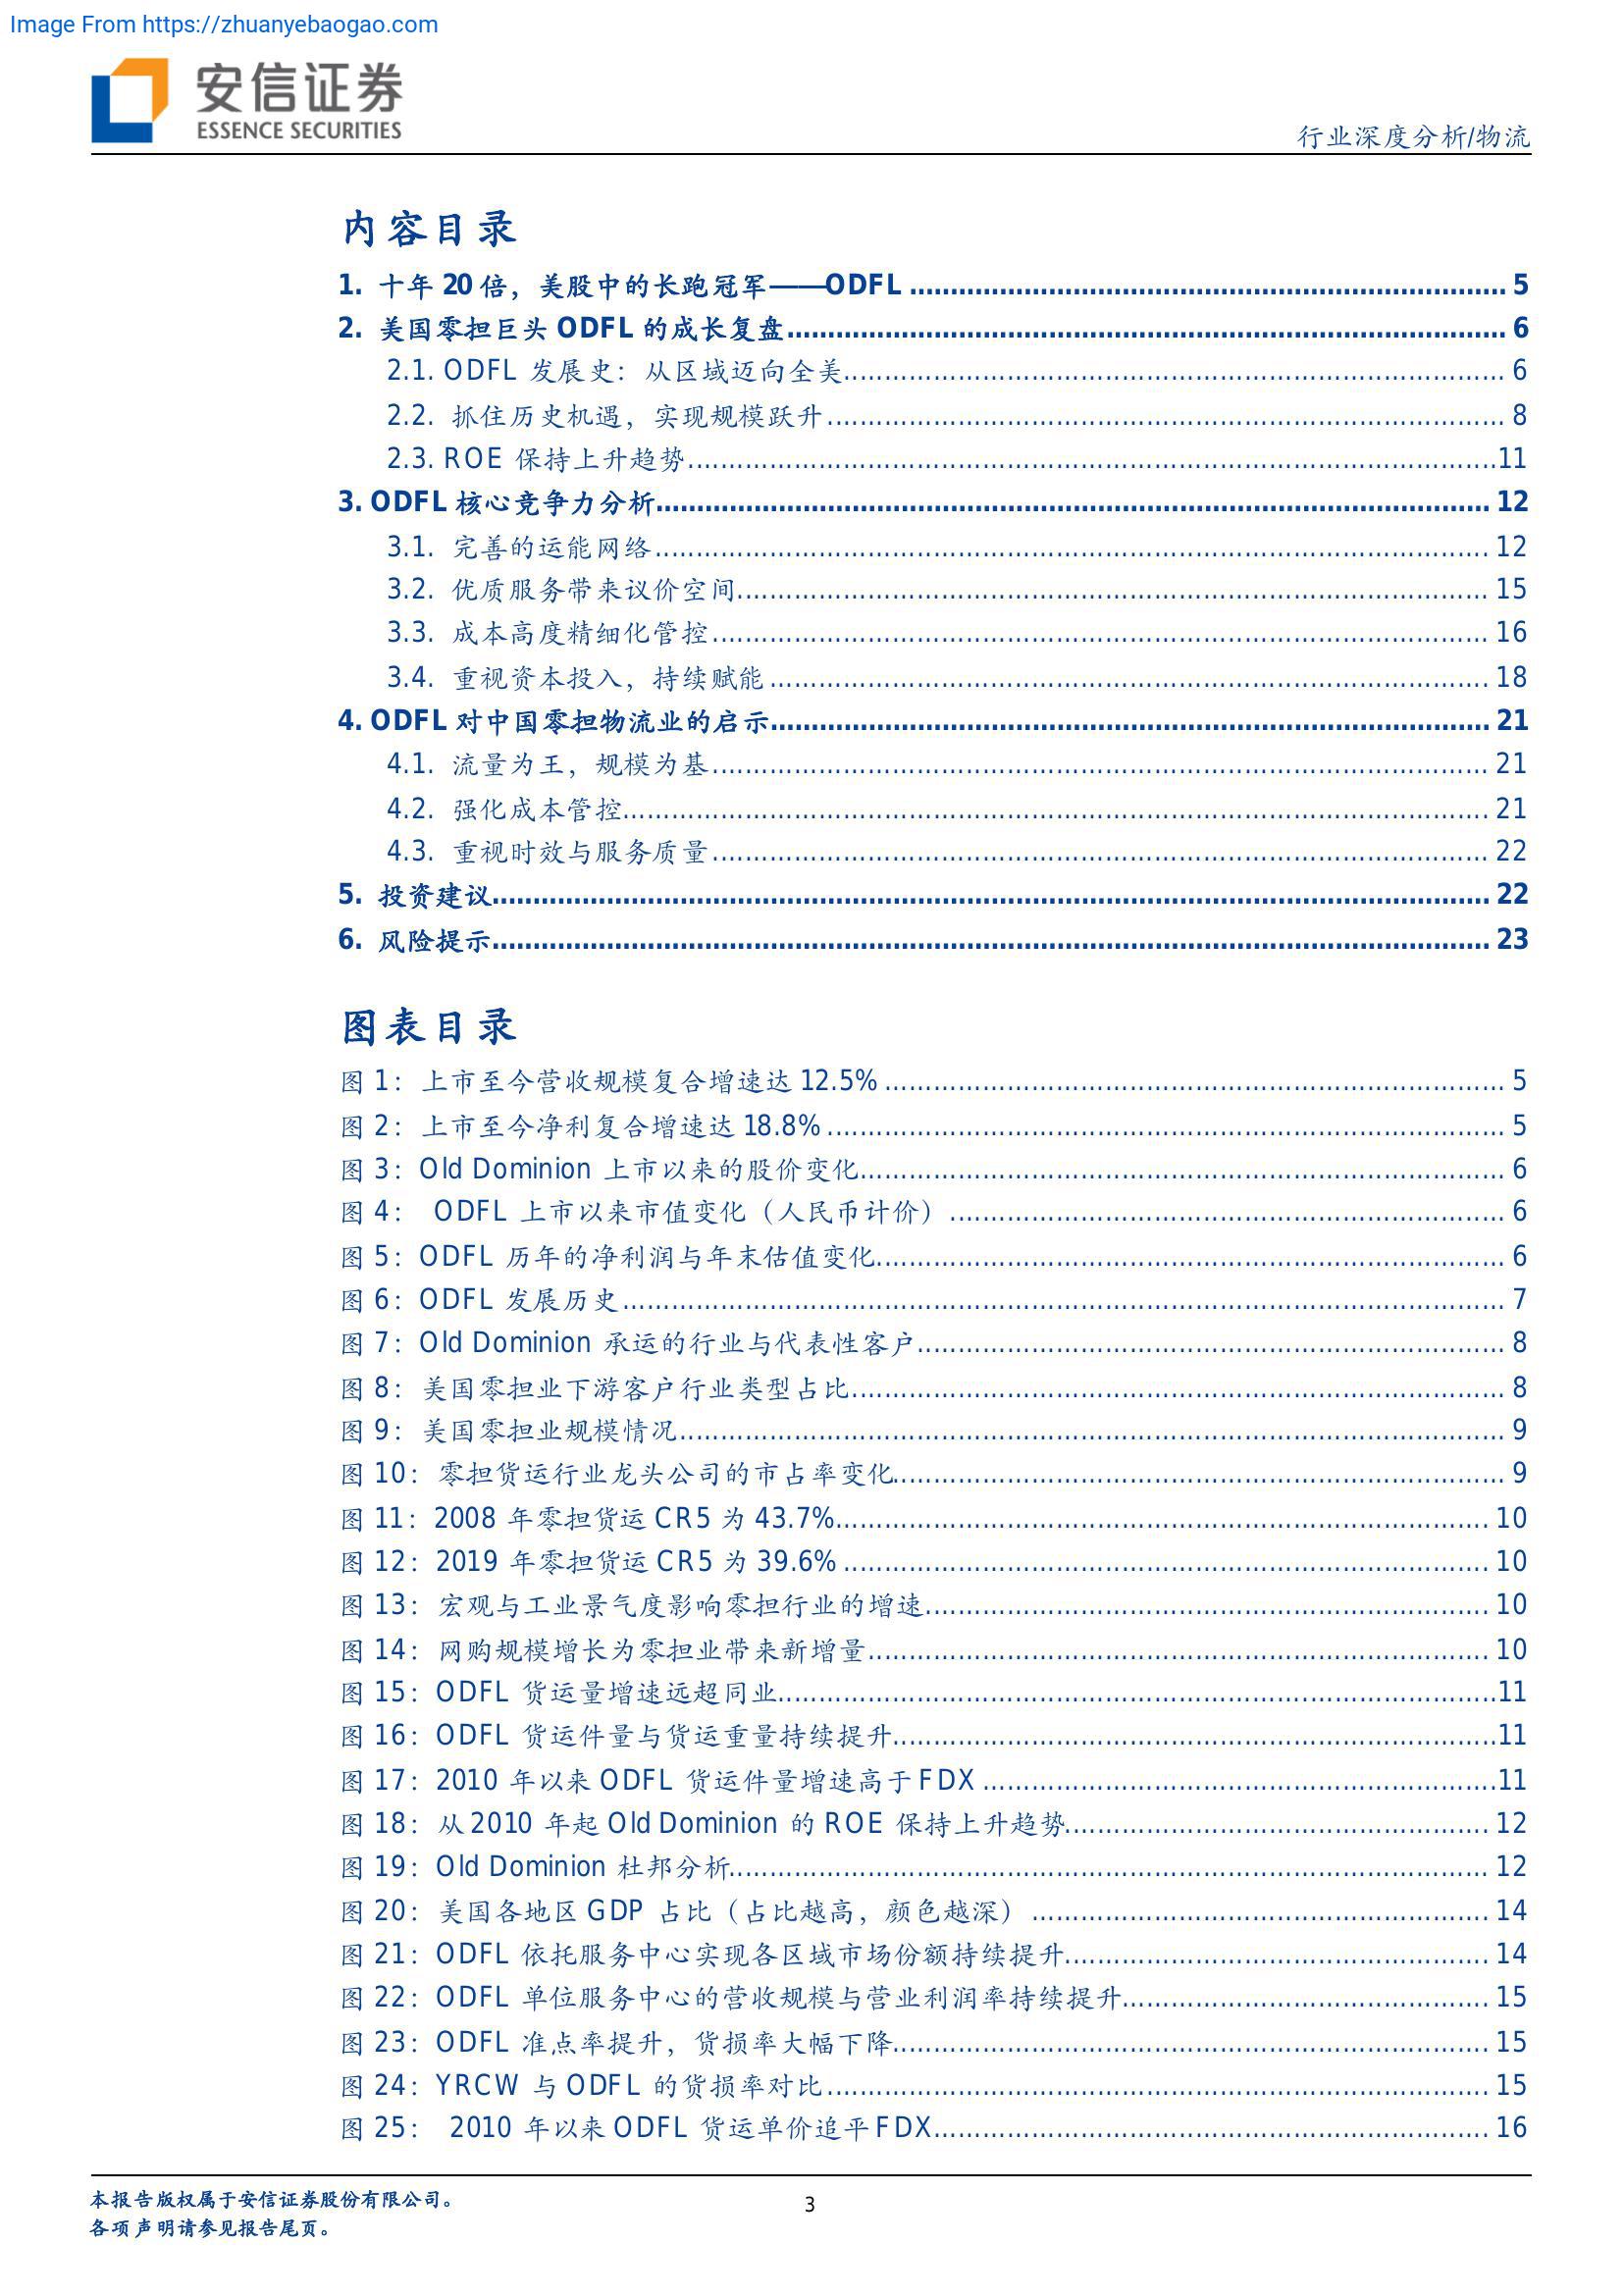 Image From https://zhuanyebaogao.com
安信证券
ESSENCE SECURITIES
行业深度分析/物流
内容目录
1. 十年 20 倍，美股中的长跑冠军——ODFL 5
2. 美国零担巨头 ODFL 的成长复盘 6
2.1. ODFL 发展史：从区域迈向全美 6
2.2. 抓住历史机遇，实现规模跃升 8
2.3. ROE 保持上升趋势 11
3. ODFL 核心竞争力分析 12
3.1. 完善的运能网络 12
3.2. 优质服务带来议价空间 15
3.3. 成本高度精细化管控 16
3.4. 重视资本投入，持续赋能 18
4. ODFL 对中国零担物流业的启示 21
4.1. 流量为王，规模为基 21
4.2. 强化成本管控 21
4.3. 重视时效与服务质量 22
5. 投资建议 22
6. 风险提示 23
图表目录
图 1：上市至今营收规模复合增速达 12.5% 5
图 2：上市至今净利复合增速达 18.8% 5
图 3：Old Dominion 上市以来的股价变化 6
图 4： ODFL 上市以来市值变化（人民币计价） 6
图 5：ODFL 历年的净利润与年末估值变化 6
图 6：ODFL 发展历史 7
图 7：Old Dominion 承运的行业与代表性客户 8
图 8：美国零担业下游客户行业类型占比 8
图 9：美国零担业规模情况 9
图 10：零担货运行业龙头公司的市占率变化 9
图 11：2008 年零担货运 CR5 为 43.7% 10
图 12：2019 年零担货运 CR5 为 39.6% 10
图 13：宏观与工业景气度影响零担行业的增速 10
图 14：网购规模增长为零担业带来新增量 10
图 15：ODFL 货运量增速远超同业 11
图 16：ODFL 货运件量与货运重量持续提升 11
图 17：2010 年以来 ODFL 货运件量增速高于 FDX 11
图 18：从 2010 年起 Old Dominion 的 ROE 保持上升趋势 12
图 19：Old Dominion 杜邦分析 12
图 20：美国各地区 GDP 占比（占比越高，颜色越深） 14
图 21：ODFL 依托服务中心实现各区域市场份额持续提升 14
图 22：ODFL 单位服务中心的营收规模与营业利润率持续提升 15
图 23：ODFL 准点率提升，货损率大幅下降 15
图 24：YRCW 与 ODFL 的货损率对比 15
图 25： 2010 年以来 ODFL 货运单价追平 FDX 16
本报告版权属于安信证券股份有限公司。
3
各项声明请参见报告尾页。